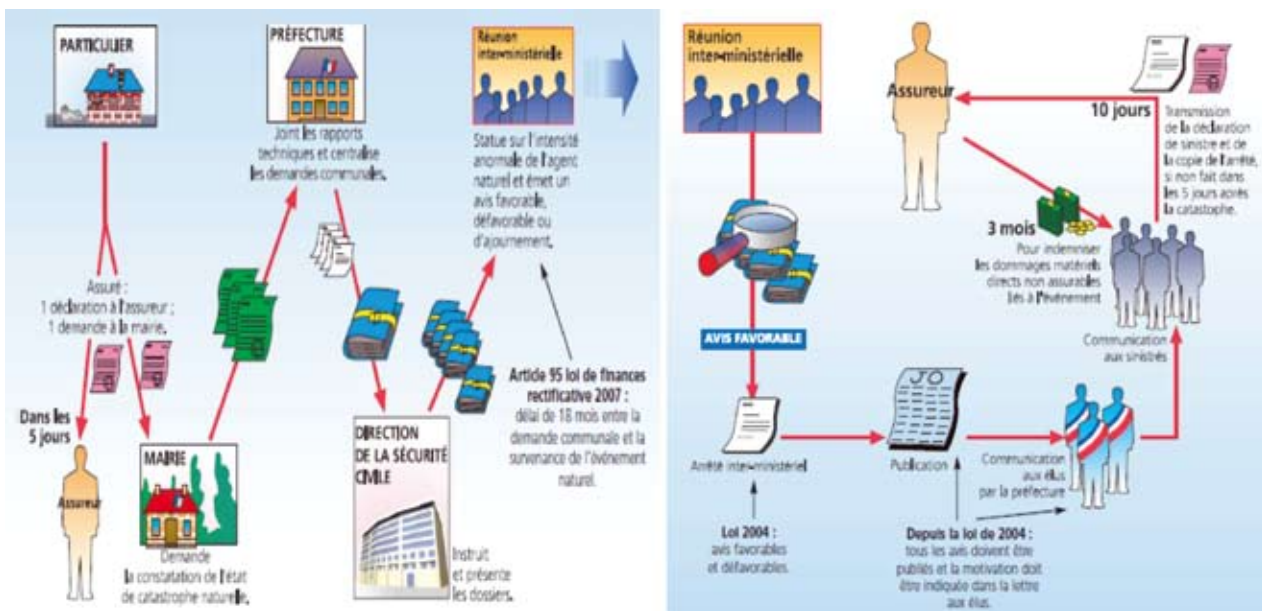 PARTICULIER
Assuré :
1 déclaration à l'assureur ;
1 demande à la mairie.
Dans les
5 jours
Assureur
MAIRIE
Demande
la constatation de l'état
de catastrophe naturelle.
PRÉFECTURE
Joint les rapports
techniques et centralise
les demandes communales.
DIRECTION
DE LA SÉCURITÉ
CIVILE
Instruit
et présente
les dossiers.
Réunion
inter-ministérielle
Statue sur l'intensité
anormale de l'agent
naturel et émet un
avis favorable,
défavorable ou
d'ajournement.
Article 95 loi de finances
rectificative 2007 :
délai de 18 mois entre la
demande communale et la
survenance de l'événement
naturel.
Réunion
inter-ministérielle
AVIS FAVORABLE
Arrêté inter-ministériel
Loi 2004 :
avis favorables
et défavorables.
JO
Publication
Depuis la loi de 2004 :
tous les avis doivent être
publiés et la motivation doit
être indiquée dans la lettre
aux élus.
Communication
aux élus
par la préfecture
Communication
aux sinistrés
Assureur
10 jours
Transmission
de la déclaration
de sinistre et de
la copie de l'arrêté,
si non fait dans
les 5 jours après
la catastrophe.
3 mois
Pour indemniser
les dommages matériels
directs non assurables
liés à l'événement